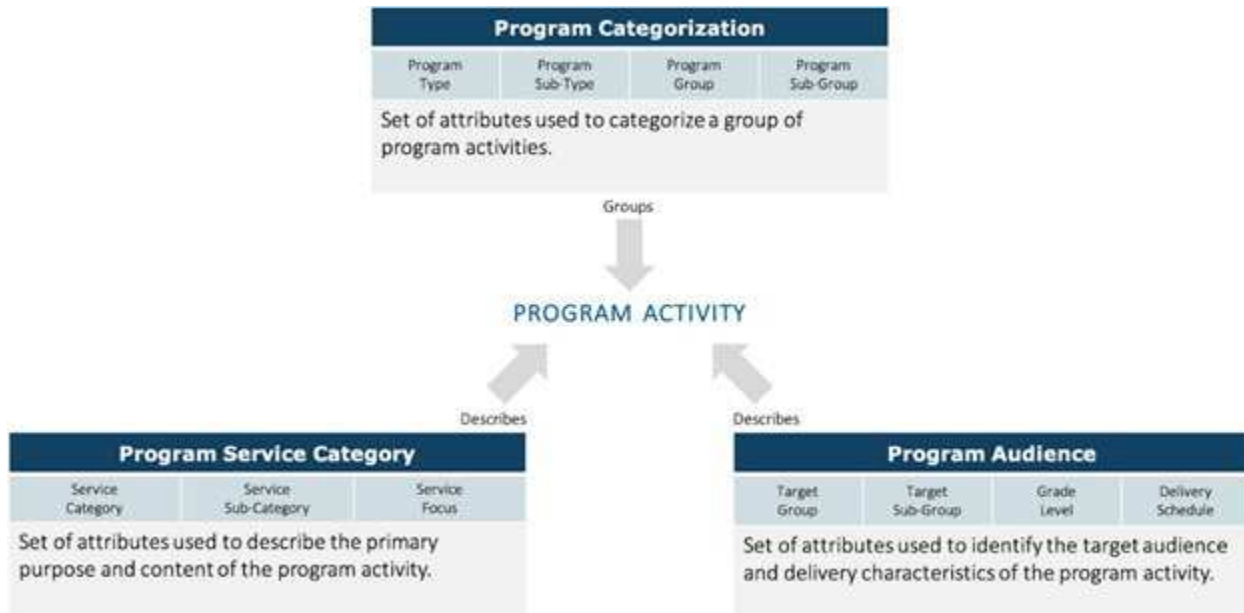 Program Categorization
Program Program Program Program
Type Sub-Type Group Sub-Group
Set of attributes used to categorize a group of
program activities.
Groups
PROGRAM ACTIVITY
Describes
Program Service Category
Service Service Service
Category Sub-Category Focus
Set of attributes used to describe the primary
purpose and content of the program activity.
Describes
Program Audience
Target Target Grade Delivery
Group Sub-Group Level Schedule
Set of attributes used to identify the target audience
and delivery characteristics of the program activity.